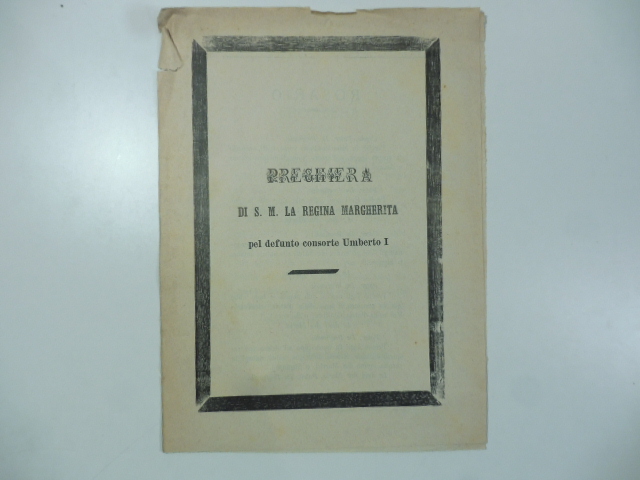 PREGHIERA
DI S. M. LA REGINA MARGHERITA
pel defunto consorte Umberto I